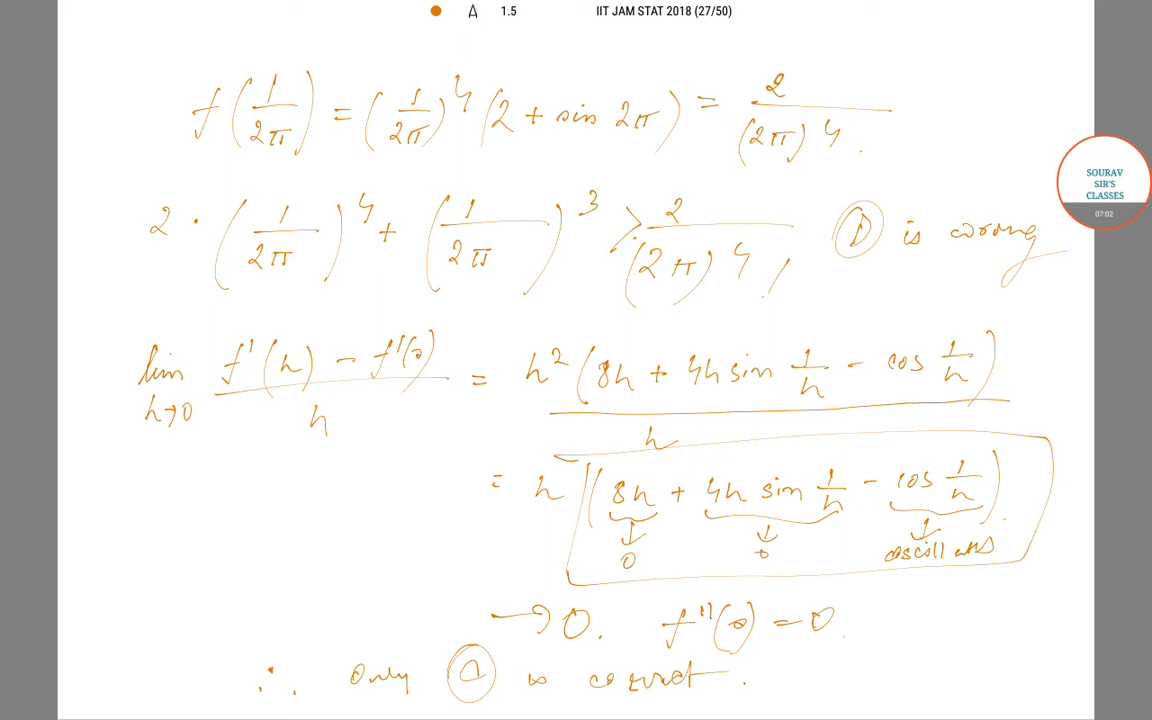 1.5 IIT JAM STAT 2018 (27/50)
f(1/2π) = (1/2π)^4 (2 + sin 2π) = 2/(2π)^4.
SOURAV
SIR'S
CLASSES
07:02
2 · (1/2π)^4 + (1/2π)^3 > 2/(2π)^4, Ⓓ is wrong
lim h→0 (f'(h) - f'(0))/h = h^2 (8h + 4h sin 1/h - cos 1/h)/h
= h (8h + 4h sin 1/h - cos 1/h)
↓ 0 ↓ 0 ↓ oscillates
→ 0. f''(0) = 0.
∴ Only is correct.